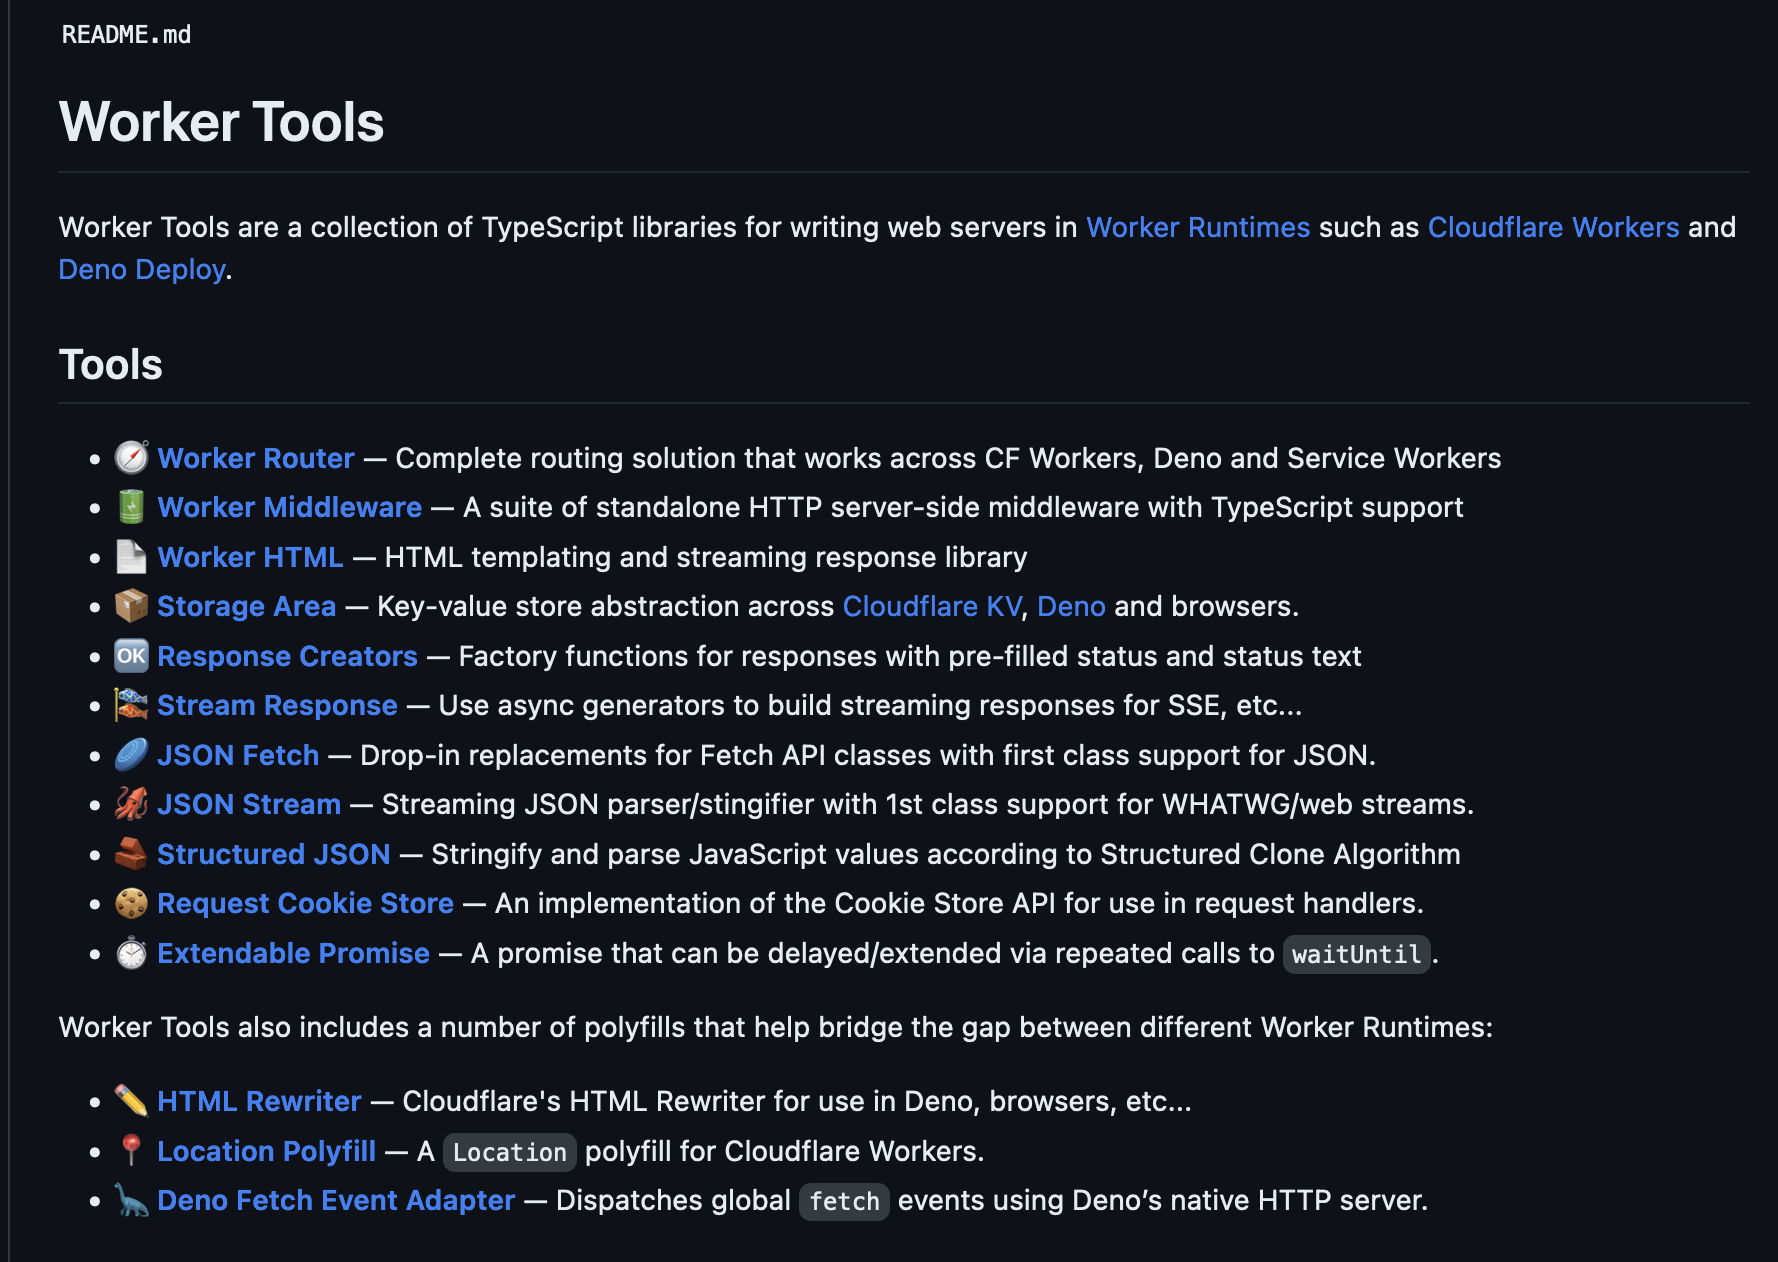 README.md
Worker Tools
Worker Tools are a collection of TypeScript libraries for writing web servers in Worker Runtimes such as Cloudflare Workers and
Deno Deploy.
Tools
• 🧭 Worker Router — Complete routing solution that works across CF Workers, Deno and Service Workers
• 🔋 Worker Middleware — A suite of standalone HTTP server-side middleware with TypeScript support
• 📄 Worker HTML — HTML templating and streaming response library
• 📦 Storage Area — Key-value store abstraction across Cloudflare KV, Deno and browsers.
• 🆗 Response Creators — Factory functions for responses with pre-filled status and status text
• 🎏 Stream Response — Use async generators to build streaming responses for SSE, etc...
• 🥏 JSON Fetch — Drop-in replacements for Fetch API classes with first class support for JSON.
• 🦑 JSON Stream — Streaming JSON parser/stingifier with 1st class support for WHATWG/web streams.
• 🧱 Structured JSON — Stringify and parse JavaScript values according to Structured Clone Algorithm
• 🍪 Request Cookie Store — An implementation of the Cookie Store API for use in request handlers.
• ⏱ Extendable Promise — A promise that can be delayed/extended via repeated calls to waitUntil.
Worker Tools also includes a number of polyfills that help bridge the gap between different Worker Runtimes:
• ✏️ HTML Rewriter — Cloudflare's HTML Rewriter for use in Deno, browsers, etc...
• 📍 Location Polyfill — A Location polyfill for Cloudflare Workers.
• 🦕 Deno Fetch Event Adapter — Dispatches global fetch events using Deno’s native HTTP server.